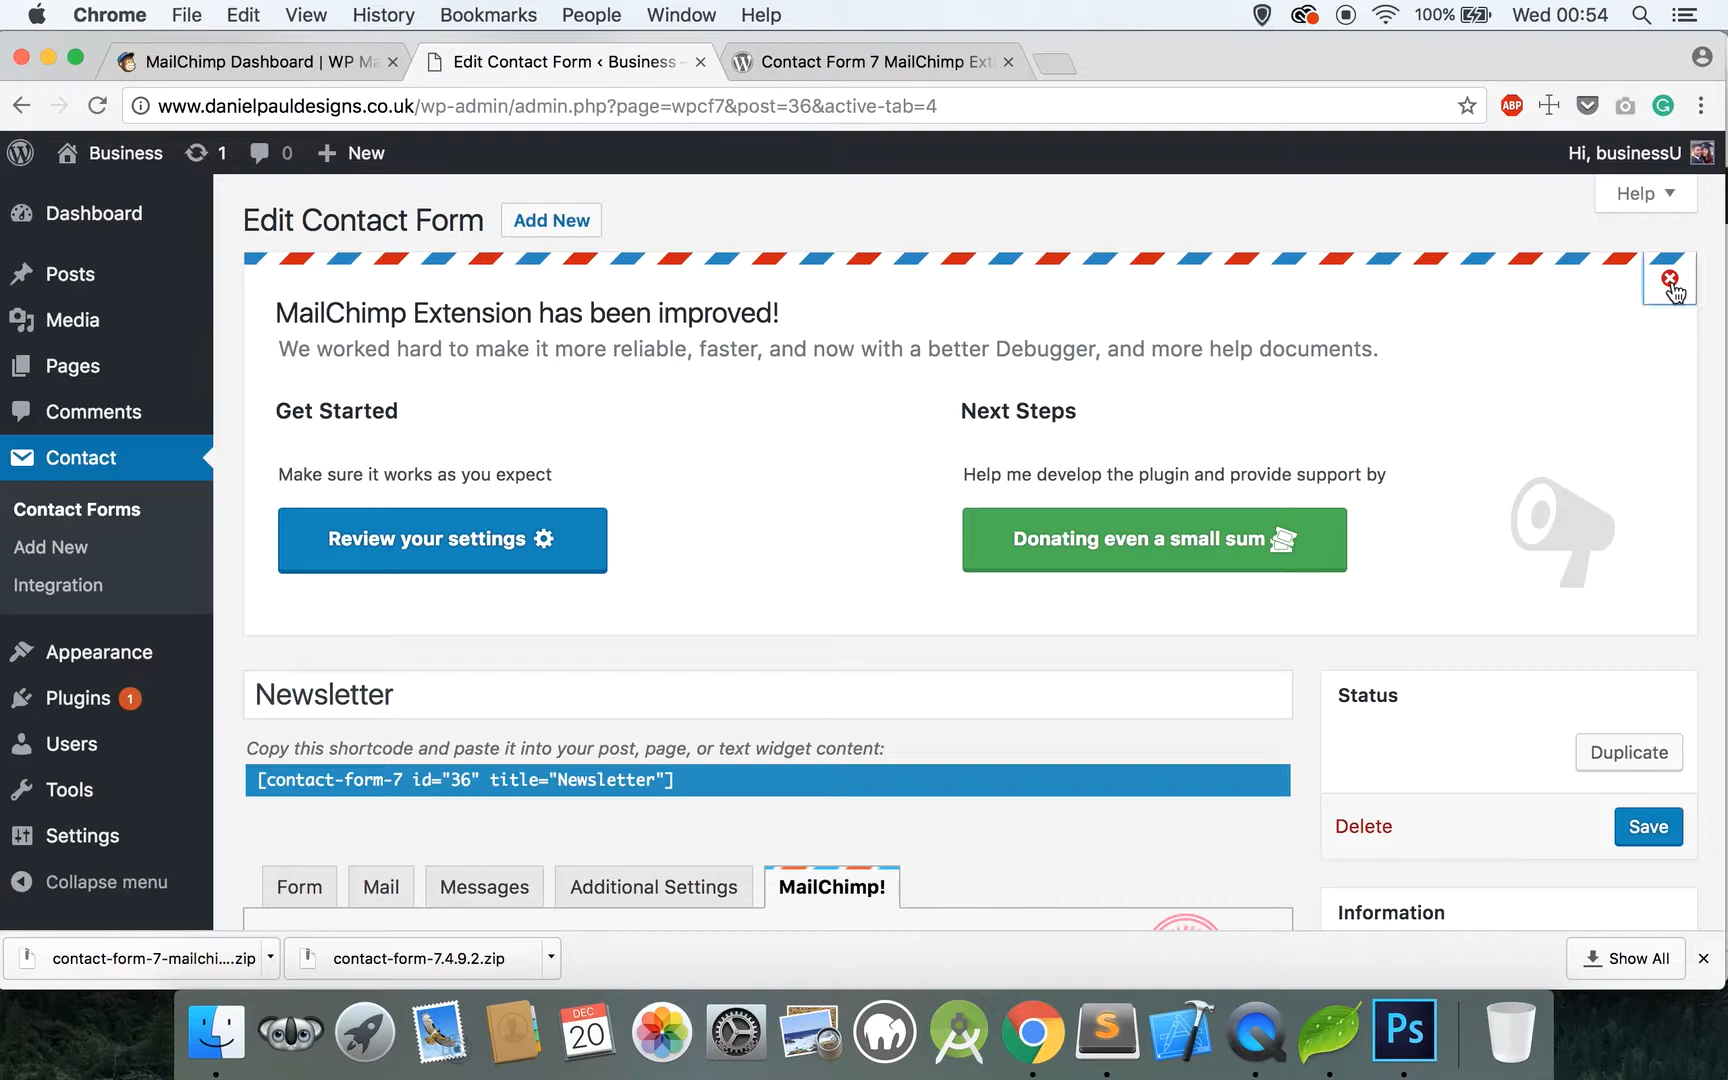 Chrome File Edit View History Bookmarks People Window Help 100% Wed 00:54
MailChimp Dashboard | WP Ma
Edit Contact Form ‹ Business –
Contact Form 7 MailChimp Ext
www.danielpauldesigns.co.uk/wp-admin/admin.php?page=wpcf7&post=36&active-tab=4
ABP
Business 1 0 + New
Hi, businessU
Help ▼
Dashboard
Posts
Media
Pages
Comments
Contact
Contact Forms
Add New
Integration
Appearance
Plugins 1
Users
Tools
Settings
Collapse menu
Edit Contact Form Add New
MailChimp Extension has been improved!
We worked hard to make it more reliable, faster, and now with a better Debugger, and more help documents.
Get Started
Make sure it works as you expect
Review your settings
Next Steps
Help me develop the plugin and provide support by
Donating even a small sum
Newsletter
Copy this shortcode and paste it into your post, page, or text widget content:
[contact-form-7 id="36" title="Newsletter"]
Form Mail Messages Additional Settings MailChimp!
Status
Duplicate
Delete Save
Information
contact-form-7-mailchi....zip
contact-form-7.4.9.2.zip
Show All
DEC
20
S
Ps